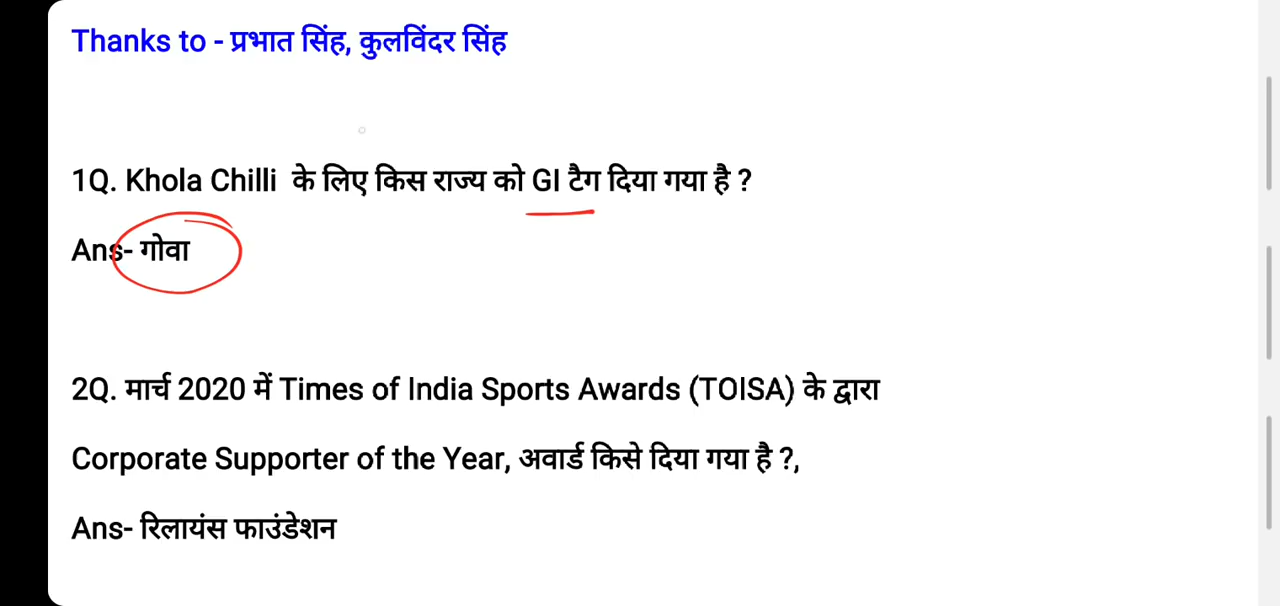 Thanks to - प्रभात सिंह, कुलविंदर सिंह
1Q. Khola Chilli के लिए किस राज्य को GI टैग दिया गया है ?
Ans- गोवा
2Q. मार्च 2020 में Times of India Sports Awards (TOISA) के द्वारा
Corporate Supporter of the Year, अवार्ड किसे दिया गया है ?,
Ans- रिलायंस फाउंडेशन